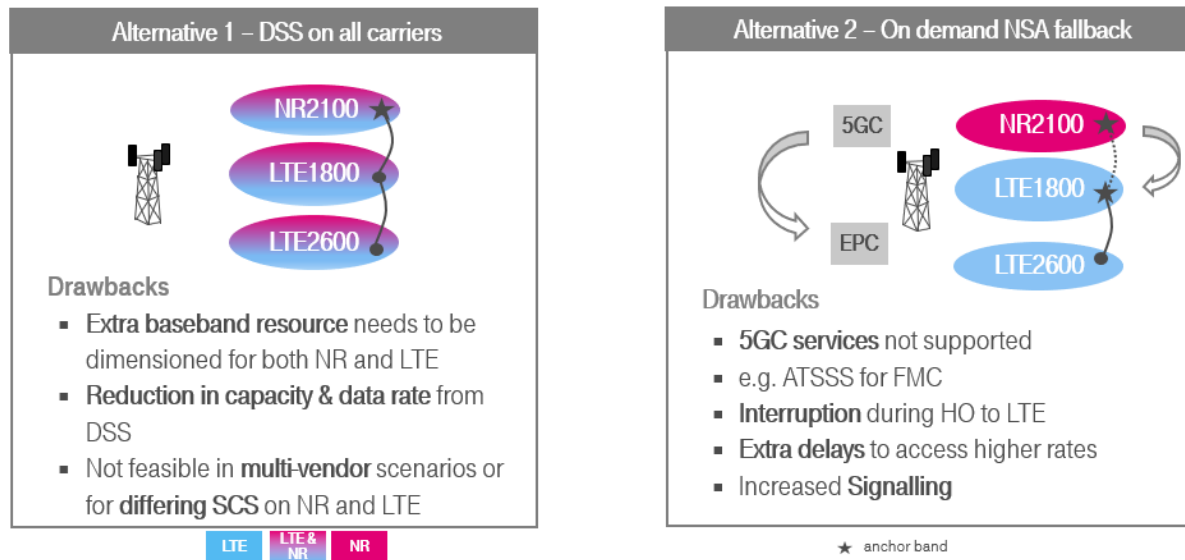 Alternative 1 – DSS on all carriers
NR2100
LTE1800
LTE2600
Drawbacks
▪ Extra baseband resource needs to be
dimensioned for both NR and LTE
▪ Reduction in capacity & data rate from
DSS
▪ Not feasible in multi-vendor scenarios or
for differing SCS on NR and LTE
LTE
LTE &
NR
NR
Alternative 2 – On demand NSA fallback
5GC
EPC
NR2100
LTE1800
LTE2600
Drawbacks
▪ 5GC services not supported
▪ e.g. ATSSS for FMC
▪ Interruption during HO to LTE
▪ Extra delays to access higher rates
▪ Increased Signalling
★ anchor band